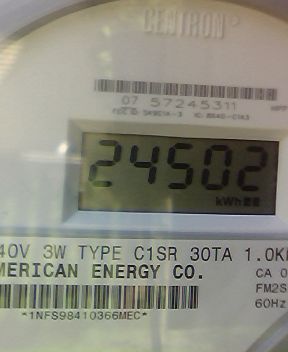 CENTRON®
07 57245311
24502
kWh
40V 3W TYPE C1SR 30TA 1.0K
MERICAN ENERGY CO.
CA 0
FM2S
60Hz
*1NFS98410366MEC*